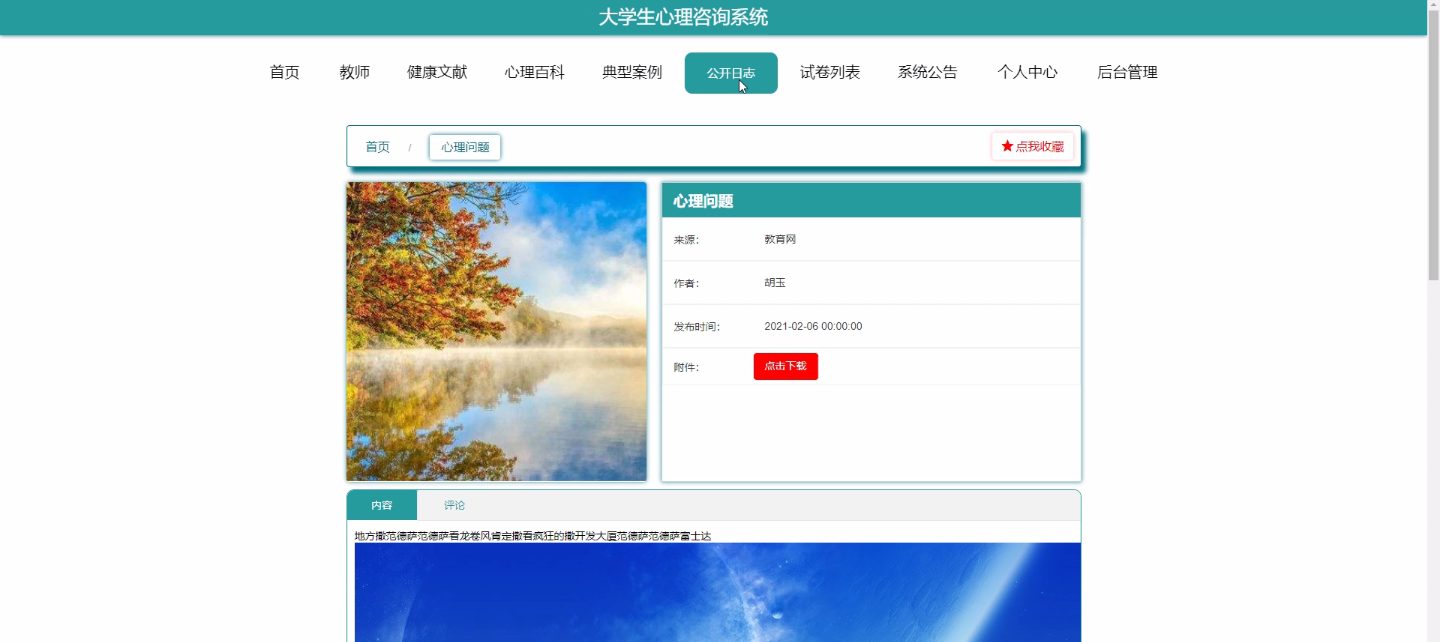 大学生心理咨询系统
首页 教师 健康文献 心理百科 典型案例 公开日志 试卷列表 系统公告 个人中心 后台管理
首页 / 心理问题 ★ 点我收藏
心理问题
来源： 教育网
作者： 胡玉
发布时间： 2021-02-06 00:00:00
附件： 点击下载
内容 评论
地方撒范德萨范德萨看龙卷风肯定撒看疯狂的撒开发大厦范德萨范德萨富士达